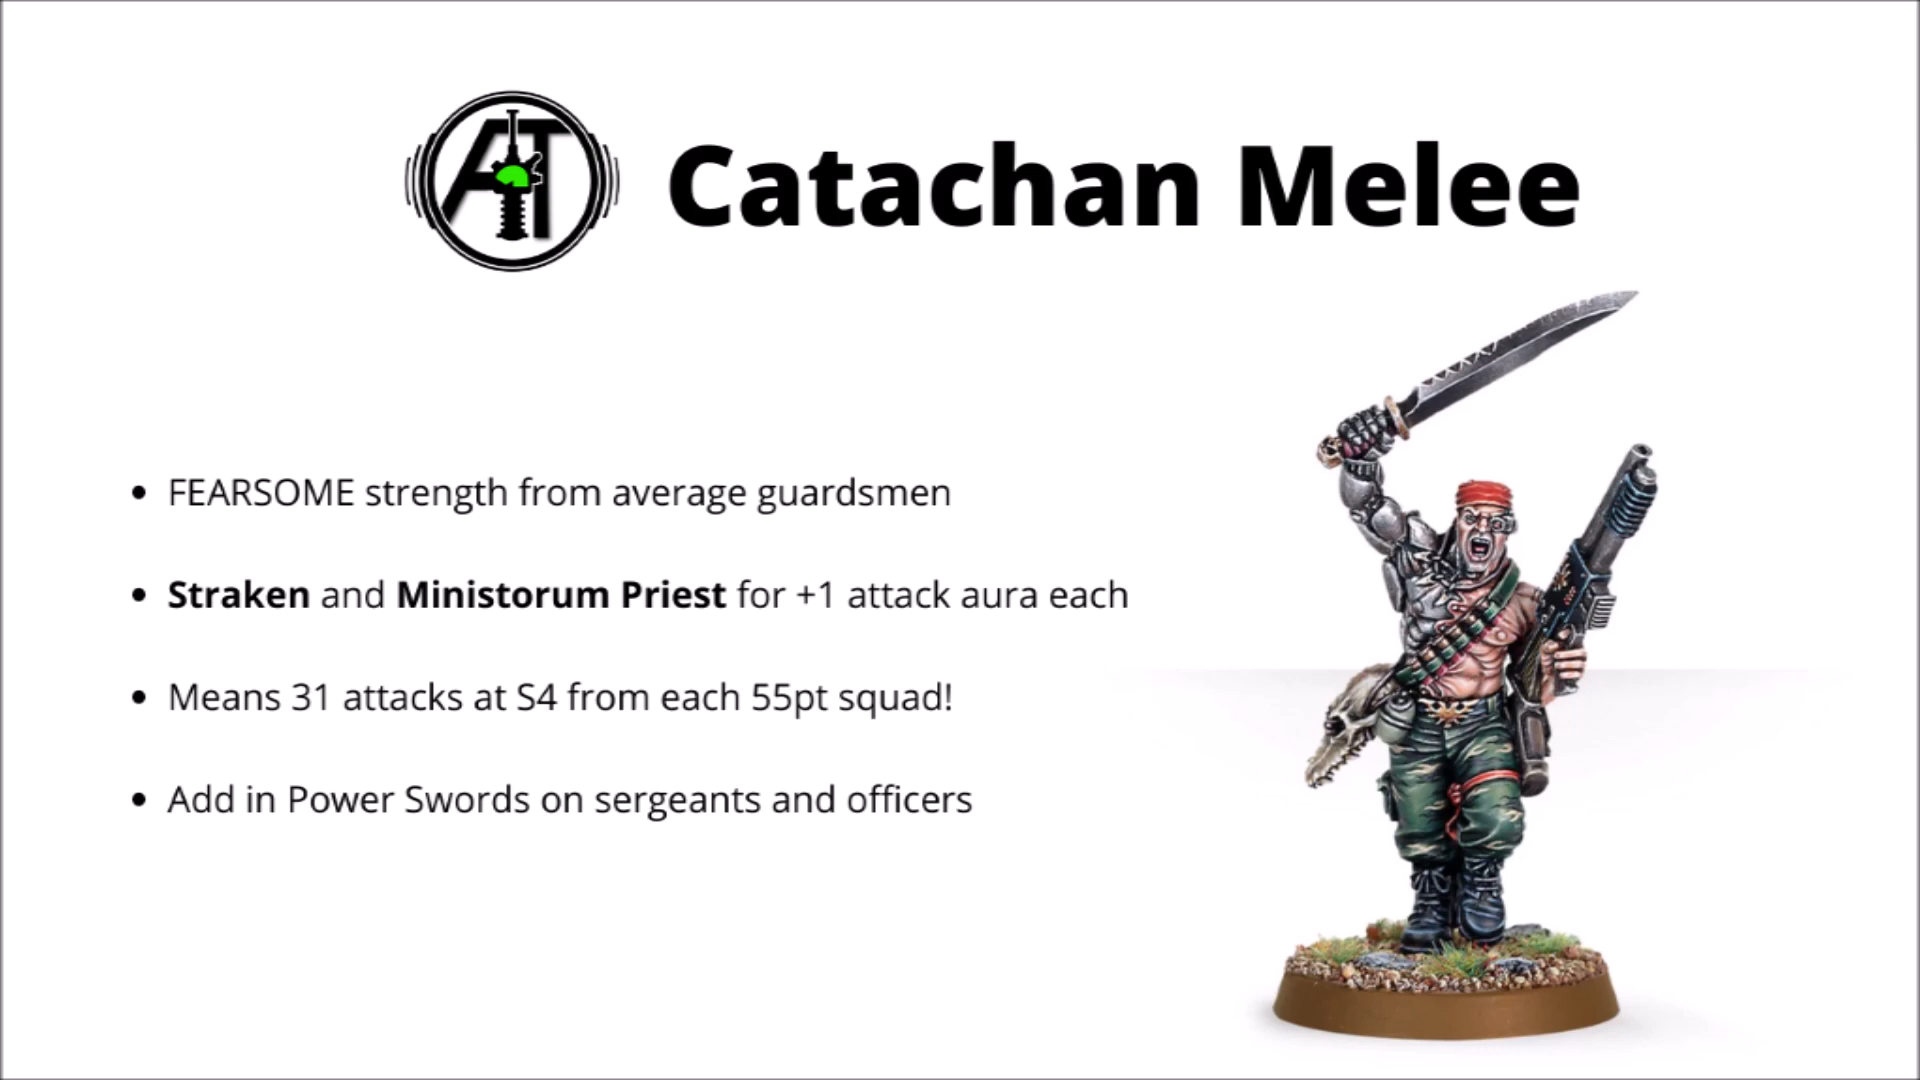 AT
Catachan Melee
• FEARSOME strength from average guardsmen
• Straken and Ministorum Priest for +1 attack aura each
• Means 31 attacks at S4 from each 55pt squad!
• Add in Power Swords on sergeants and officers